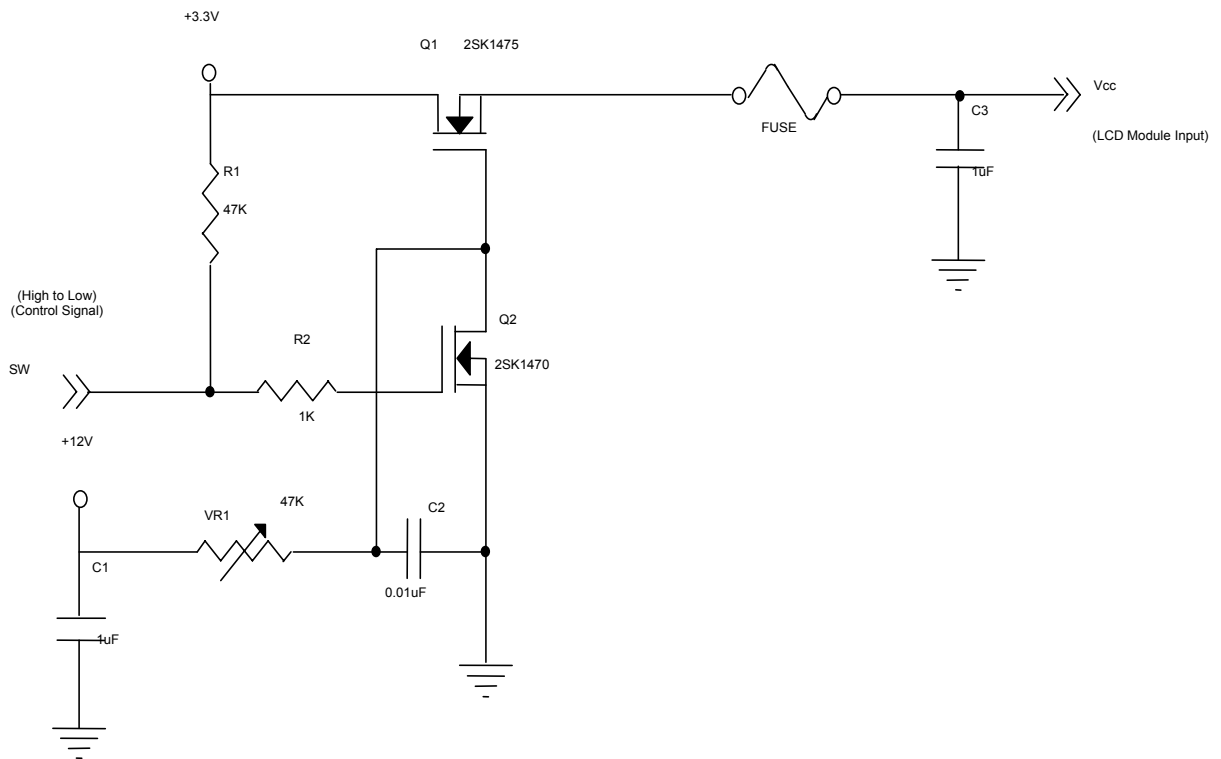 +3.3V
Q1 2SK1475
Vcc
C3
FUSE
(LCD Module Input)
R1
1uF
47K
(High to Low)
(Control Signal)
Q2
R2
SW
2SK1470
1K
+12V
47K
VR1
C2
C1
0.01uF
1uF